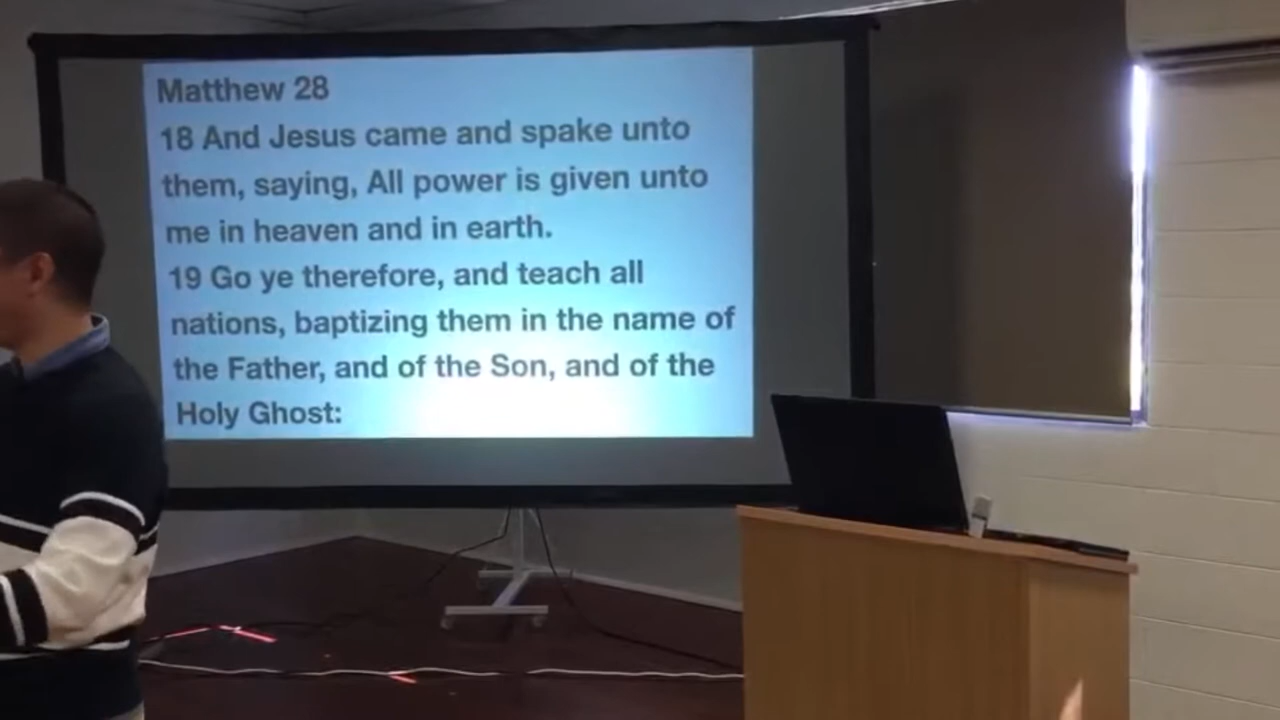 Matthew 28
18 And Jesus came and spake unto
them, saying, All power is given unto
me in heaven and in earth.
19 Go ye therefore, and teach all
nations, baptizing them in the name of
the Father, and of the Son, and of the
Holy Ghost: